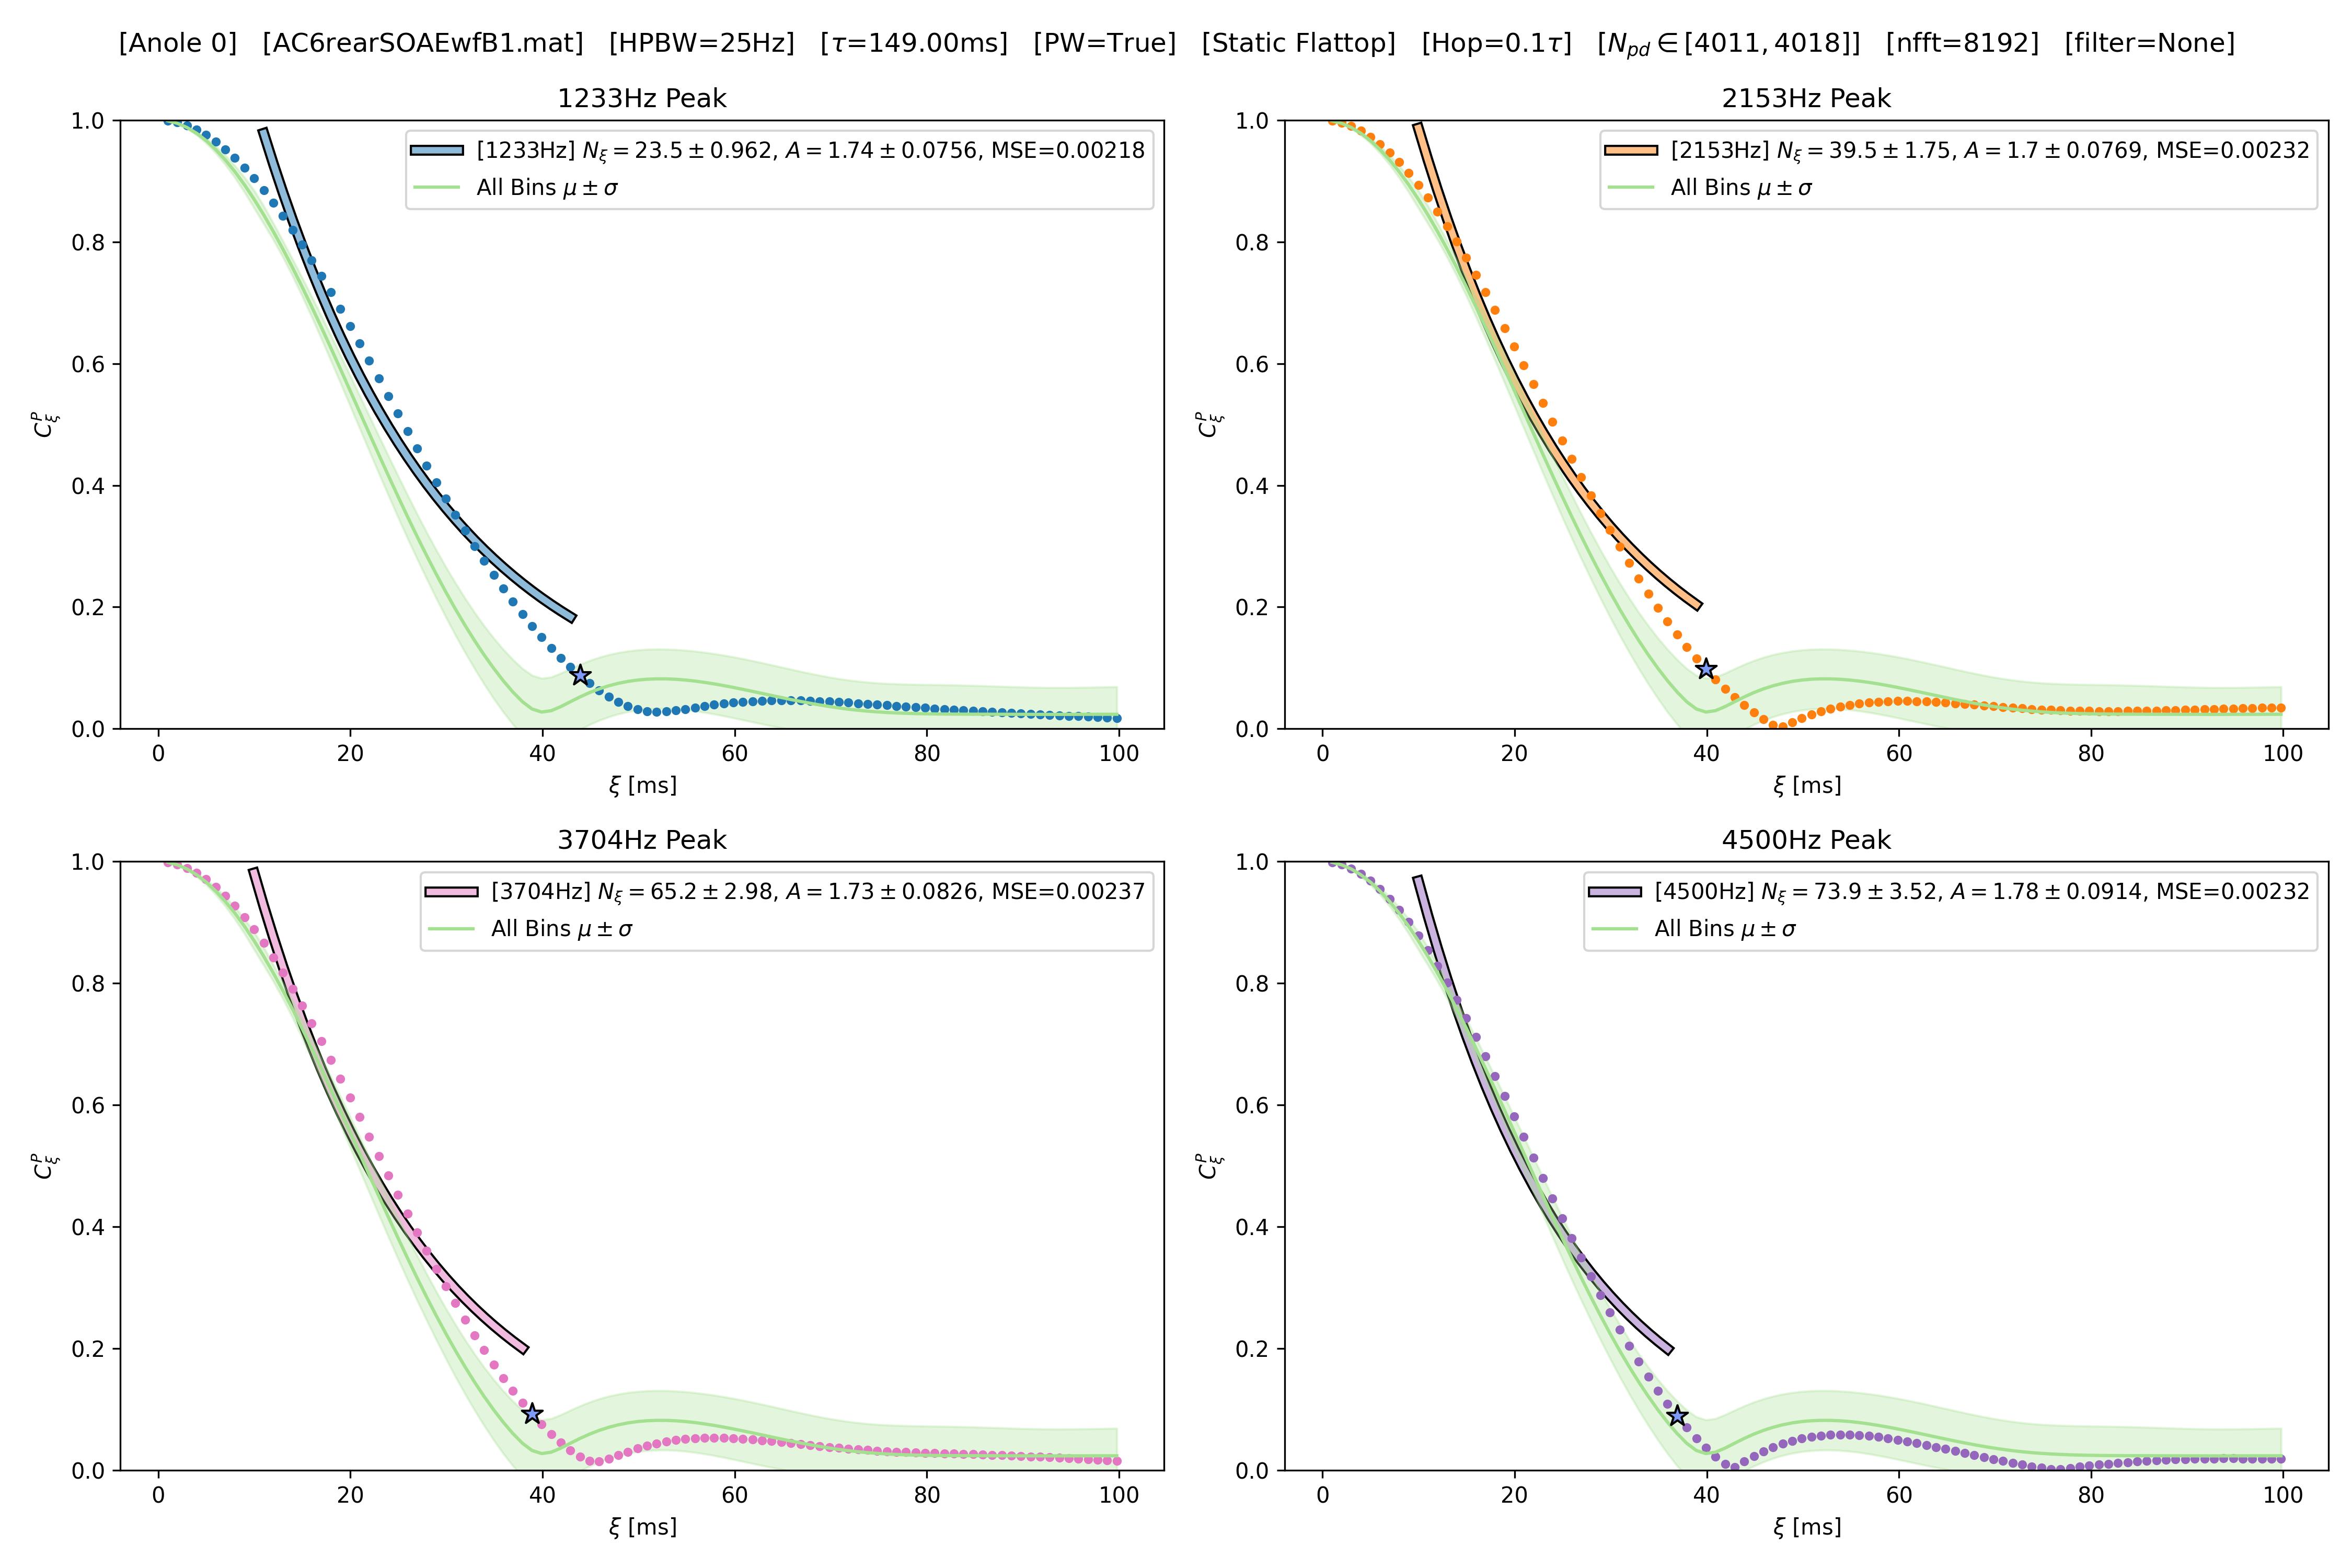 [Anole 0] [AC6rearSOAEwfB1.mat] [HPBW=25Hz] [τ=149.00ms] [PW=True] [Static Flattop] [Hop=0.1τ] [N_pd ∈ [4011, 4018]] [nfft=8192] [filter=None]
1233Hz Peak
[1233Hz] N_ξ = 23.5 ± 0.962, A = 1.74 ± 0.0756, MSE=0.00218
All Bins μ ± σ
1.0
0.8
0.6
0.4
0.2
0.0
C_ξ^P
0 20 40 60 80 100
ξ [ms]
2153Hz Peak
[2153Hz] N_ξ = 39.5 ± 1.75, A = 1.7 ± 0.0769, MSE=0.00232
All Bins μ ± σ
1.0
0.8
0.6
0.4
0.2
0.0
C_ξ^P
0 20 40 60 80 100
ξ [ms]
3704Hz Peak
[3704Hz] N_ξ = 65.2 ± 2.98, A = 1.73 ± 0.0826, MSE=0.00237
All Bins μ ± σ
1.0
0.8
0.6
0.4
0.2
0.0
C_ξ^P
0 20 40 60 80 100
ξ [ms]
4500Hz Peak
[4500Hz] N_ξ = 73.9 ± 3.52, A = 1.78 ± 0.0914, MSE=0.00232
All Bins μ ± σ
1.0
0.8
0.6
0.4
0.2
0.0
C_ξ^P
0 20 40 60 80 100
ξ [ms]